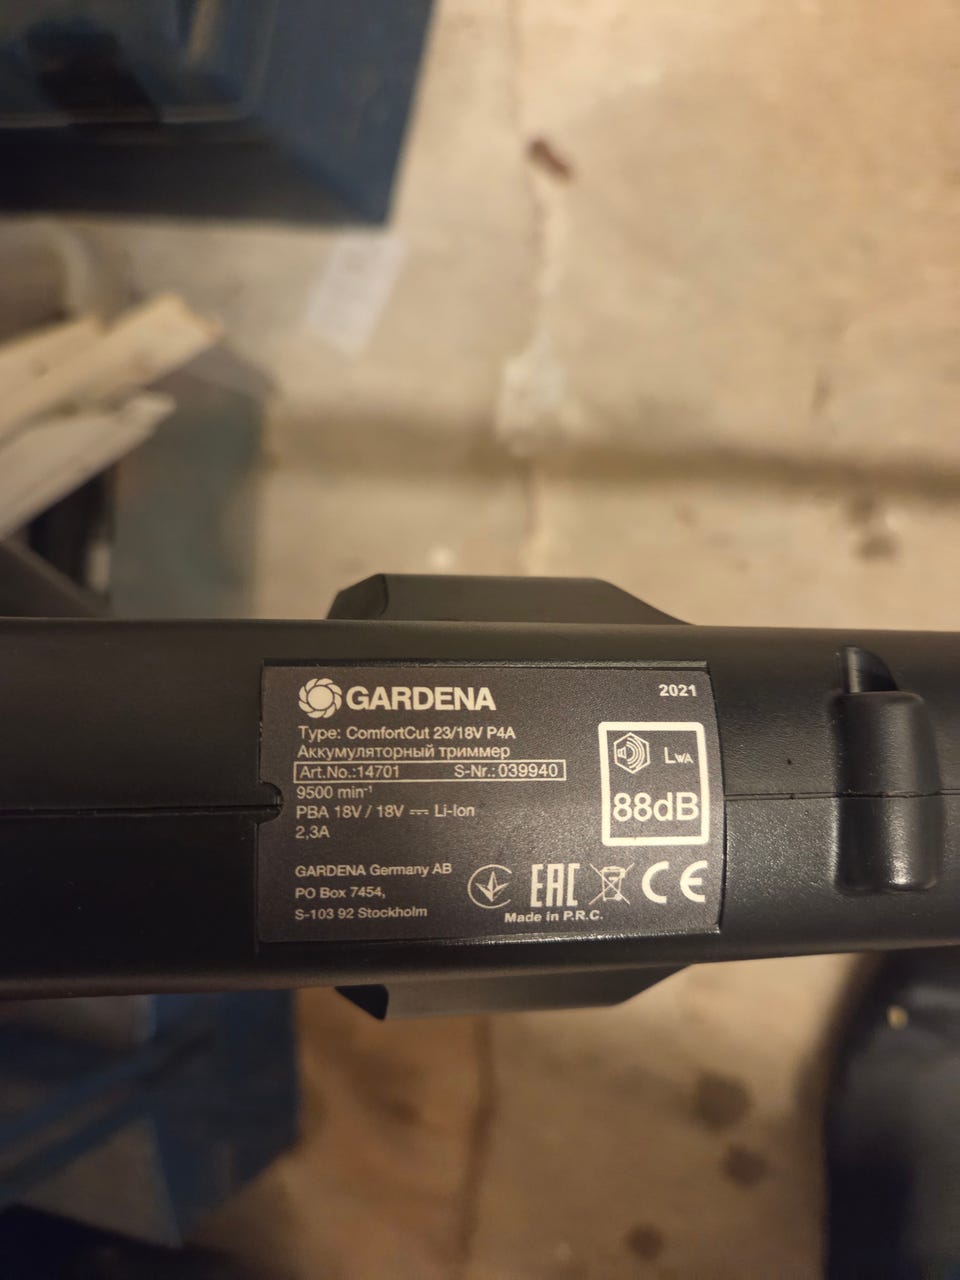 GARDENA
2021
Type: ComfortCut 23/18V P4A
Аккумуляторный триммер
Art.No.:14701 S-Nr.: 039940
9500 min⁻¹
PBA 18V / 18V ⎓ Li-Ion
2,3A
LWA
88dB
GARDENA Germany AB
PO Box 7454,
S-103 92 Stockholm
EAC CE
Made in P.R.C.